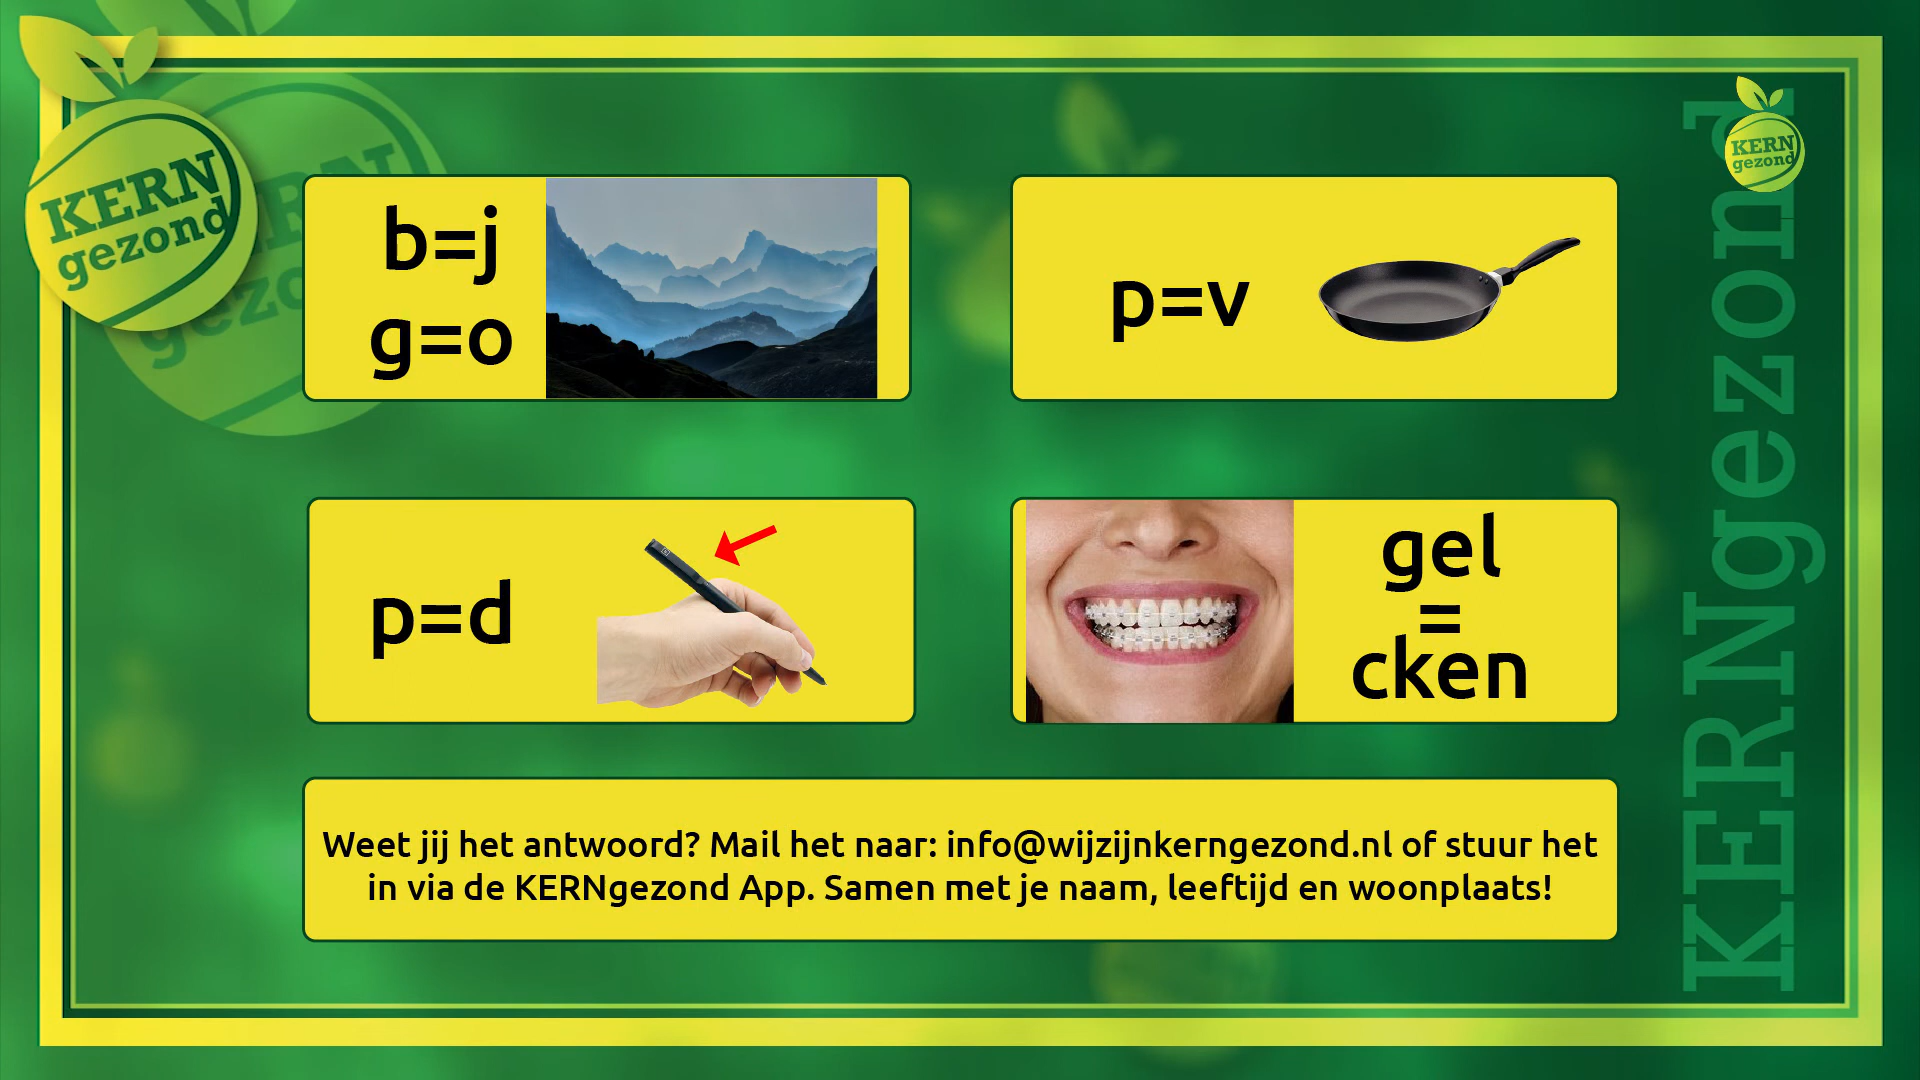 KERN
gezond
b=j
g=o
p=v
p=d
gel
=
cken
Weet jij het antwoord? Mail het naar: info@wijzijnkerngezond.nl of stuur het
in via de KERNgezond App. Samen met je naam, leeftijd en woonplaats!
KERNgezond
KERN
gezond